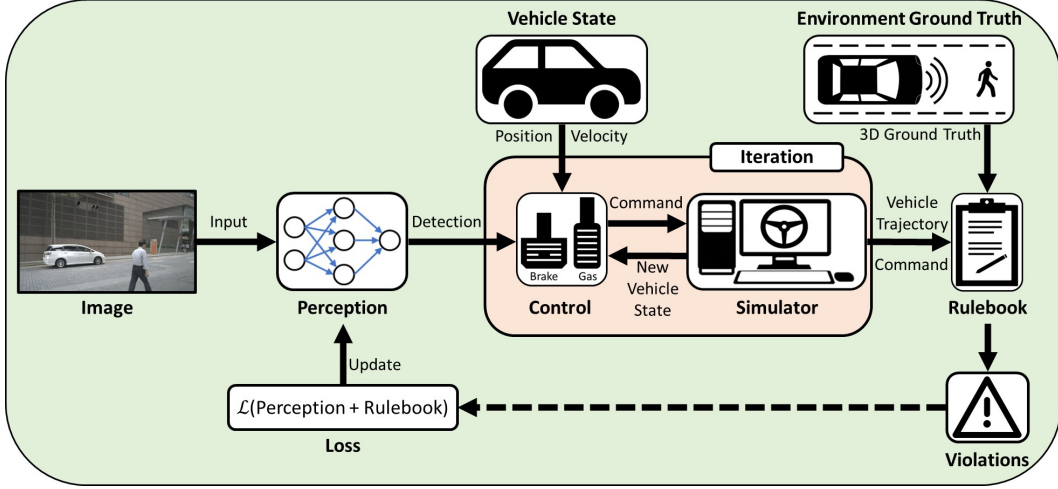 Vehicle State
Environment Ground Truth
Position
Velocity
3D Ground Truth
Iteration
Input
Detection
Command
Vehicle
Trajectory
Command
Brake
Gas
New
Vehicle
State
Image
Perception
Control
Simulator
Rulebook
Update
ℒ(Perception + Rulebook)
Loss
Violations